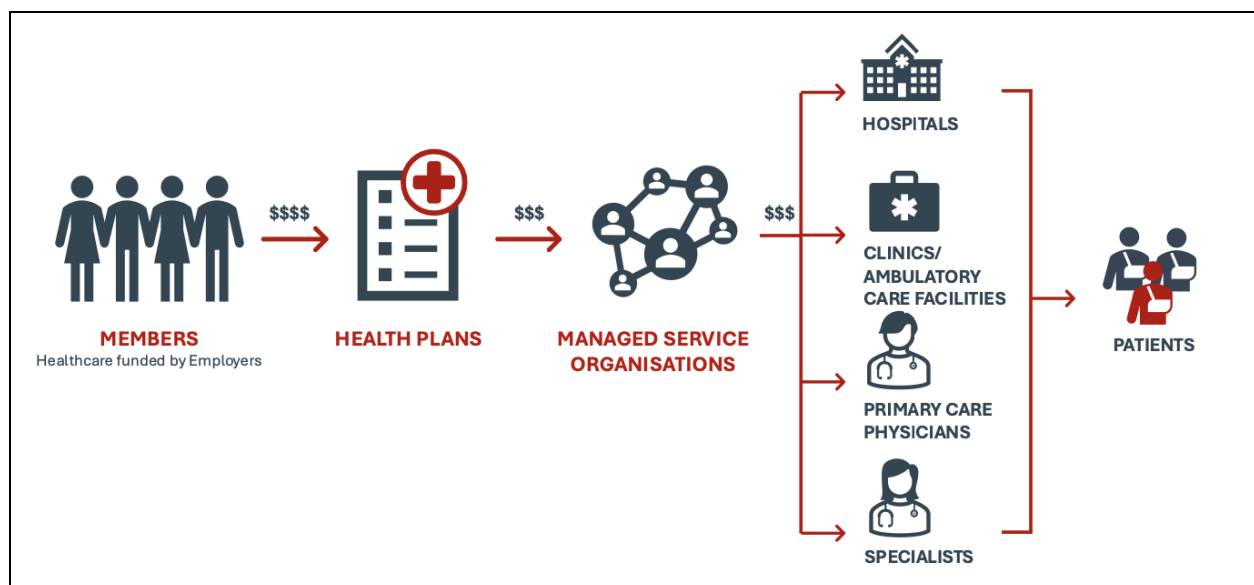 $$$$
MEMBERS
Healthcare funded by Employers
$$$
HEALTH PLANS
MANAGED SERVICE
ORGANISATIONS
$$$
HOSPITALS
CLINICS/
AMBULATORY
CARE FACILITIES
PRIMARY CARE
PHYSICIANS
SPECIALISTS
PATIENTS